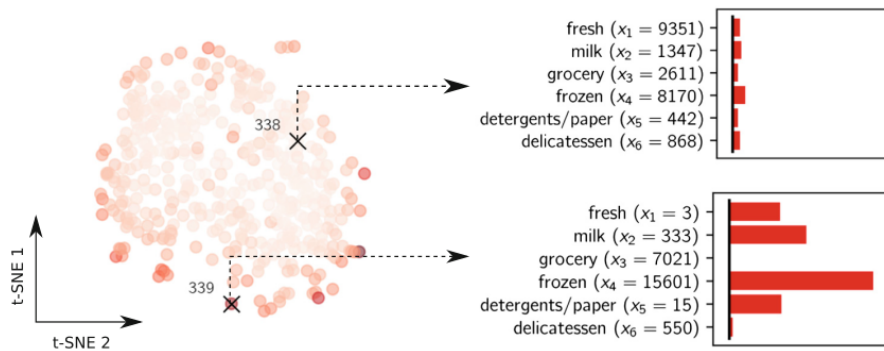 338
339
t-SNE 1
t-SNE 2
fresh (x₁ = 9351)
milk (x₂ = 1347)
grocery (x₃ = 2611)
frozen (x₄ = 8170)
detergents/paper (x₅ = 442)
delicatessen (x₆ = 868)
fresh (x₁ = 3)
milk (x₂ = 333)
grocery (x₃ = 7021)
frozen (x₄ = 15601)
detergents/paper (x₅ = 15)
delicatessen (x₆ = 550)